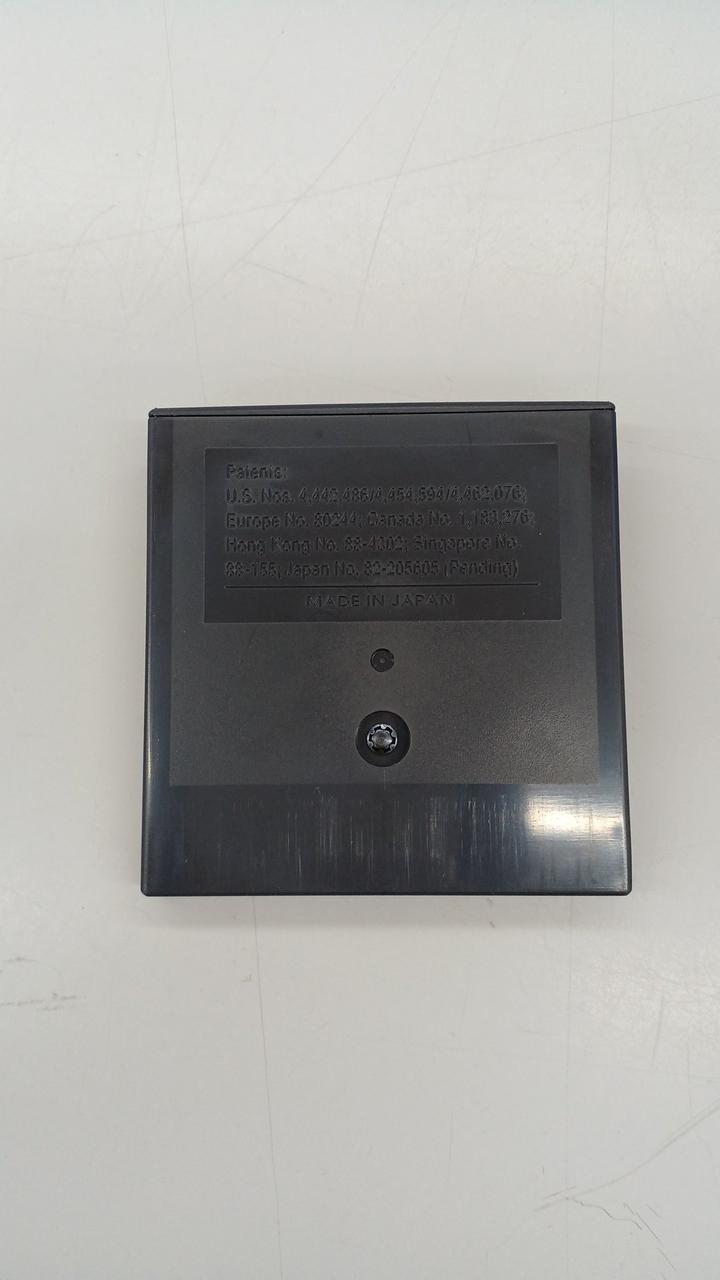 Patents:
U.S. Nos. 4,442,486/4,454,594/4,462,076;
Europe No. 80244; Canada No. 1,183,276;
Hong Kong No. 88-4302; Singapore No.
88-155; Japan No. 82-205605 (Pending)
MADE IN JAPAN